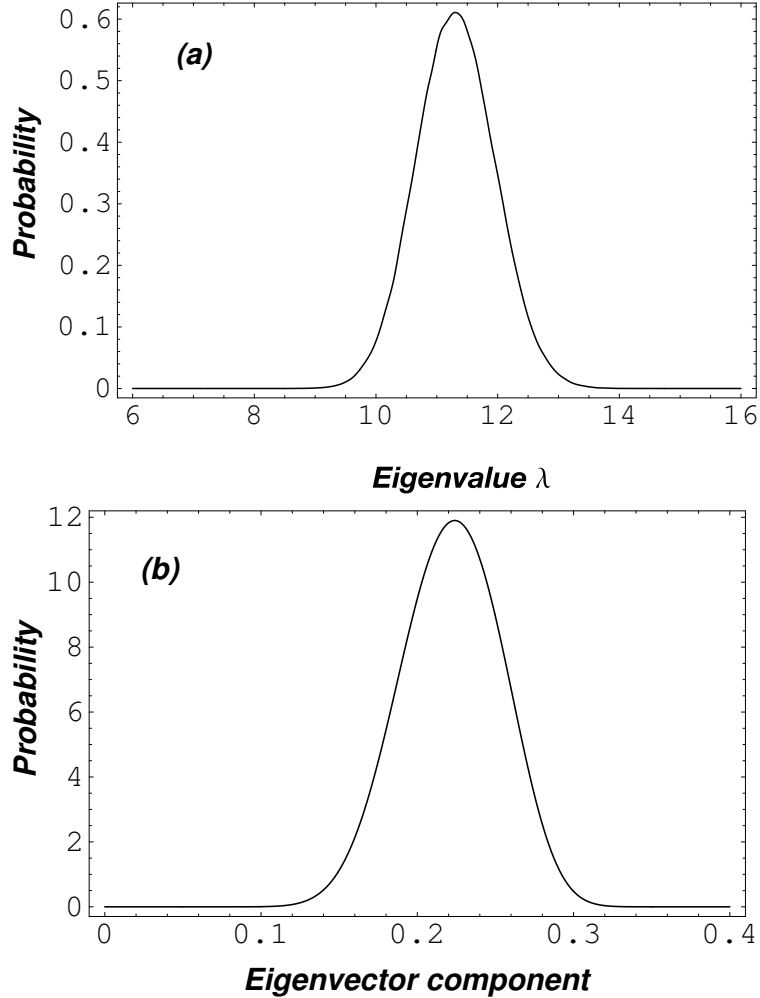 (a)
Probability
0.6
0.5
0.4
0.3
0.2
0.1
0
6 8 10 12 14 16
Eigenvalue λ
(b)
Probability
12
10
8
6
4
2
0
0 0.1 0.2 0.3 0.4
Eigenvector component